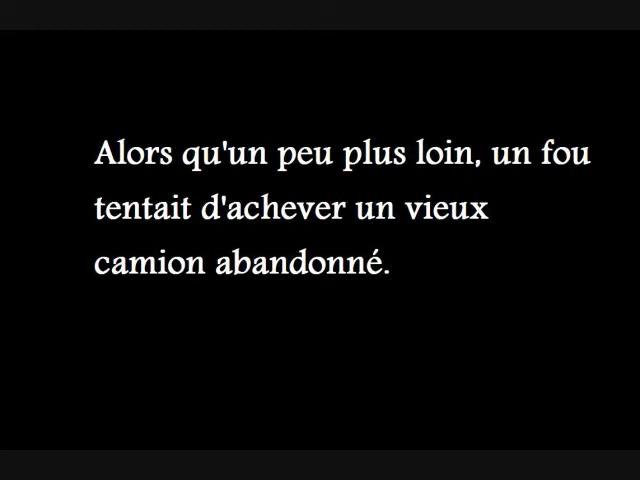 Alors qu'un peu plus loin, un fou
tentait d'achever un vieux
camion abandonné.